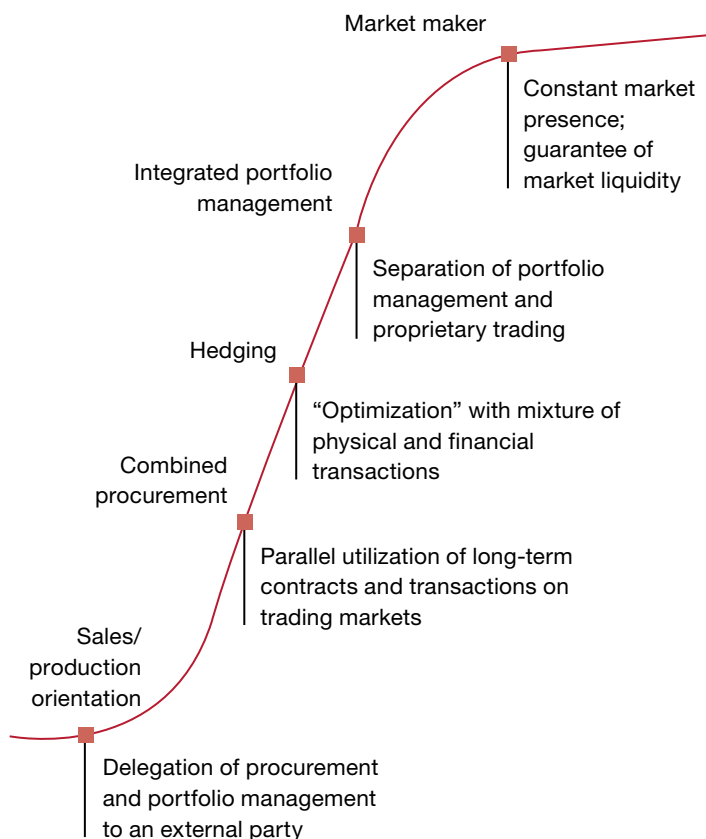 Market maker
Constant market
presence;
guarantee of
market liquidity
Integrated portfolio
management
Separation of portfolio
management and
proprietary trading
Hedging
“Optimization” with mixture of
physical and financial
transactions
Combined
procurement
Parallel utilization of long-term
contracts and transactions on
trading markets
Sales/
production
orientation
Delegation of procurement
and portfolio management
to an external party